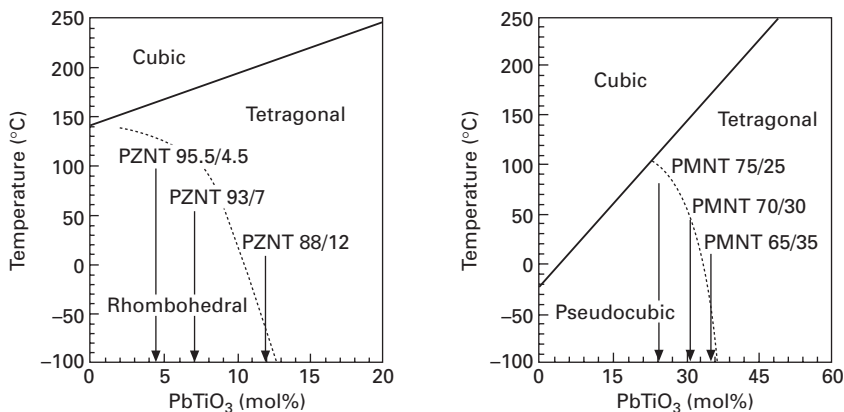 250
200
150
100
50
0
−50
−100
Temperature (°C)
Cubic
Tetragonal
PZNT 95.5/4.5
PZNT 93/7
PZNT 88/12
Rhombohedral
0 5 10 15 20
PbTiO3 (mol%)
250
200
150
100
50
0
−50
−100
Temperature (°C)
Cubic
Tetragonal
PMNT 75/25
PMNT 70/30
PMNT 65/35
Pseudocubic
0 15 30 45 60
PbTiO3 (mol%)